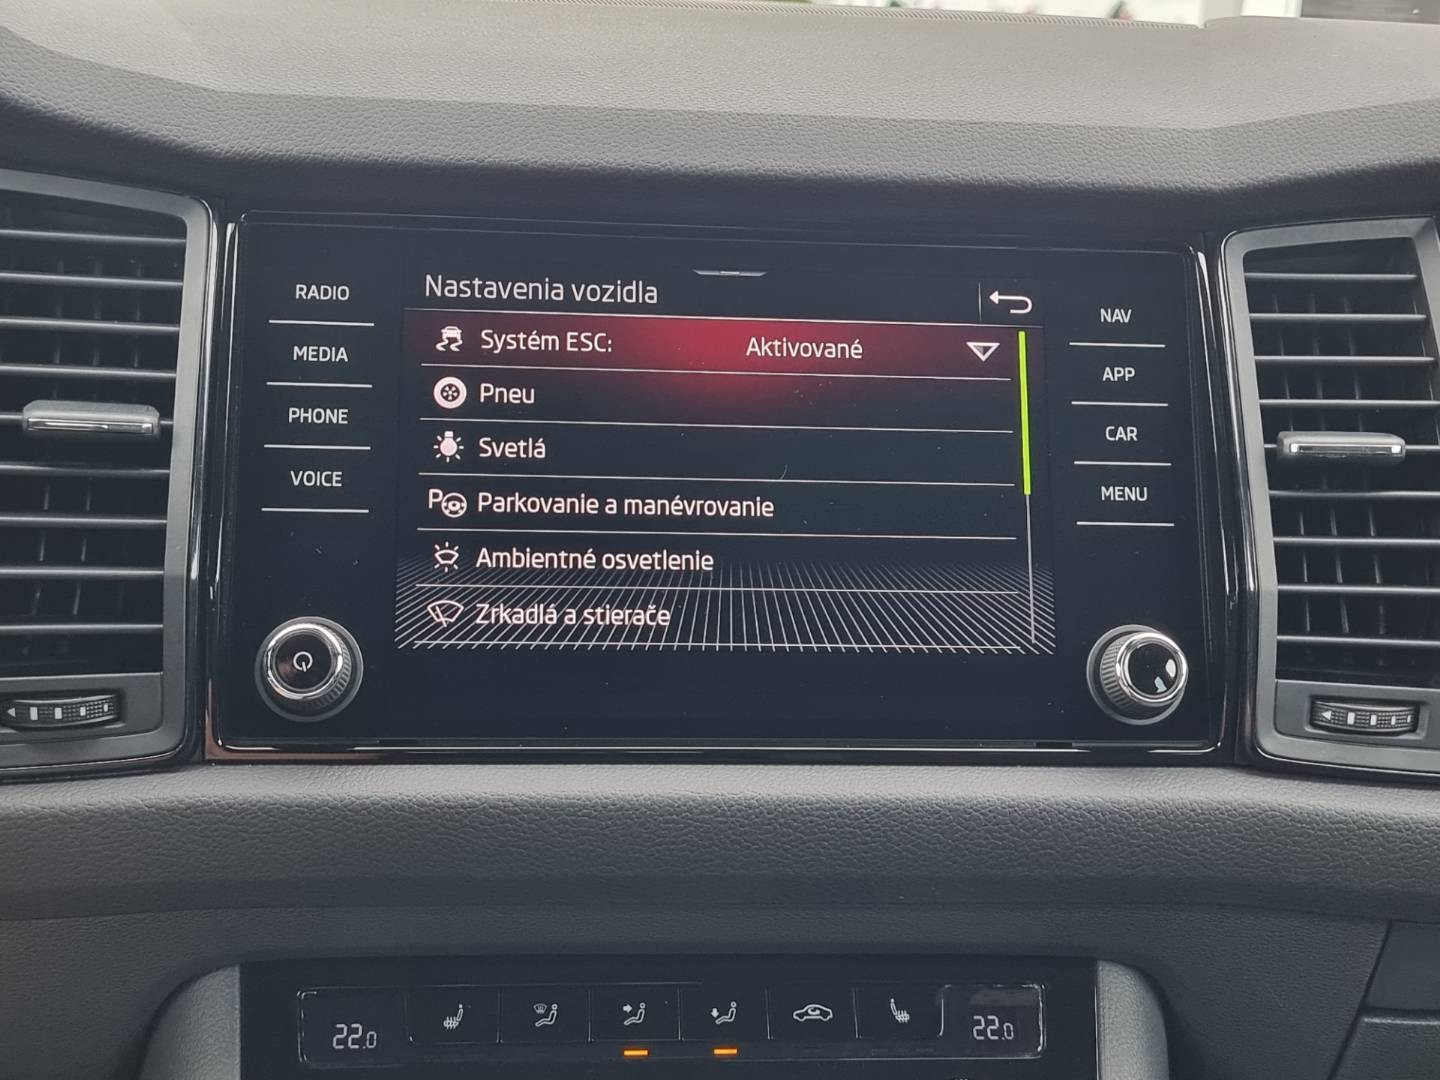 Nastavenia vozidla
RADIO
MEDIA
PHONE
VOICE
Systém ESC: Aktivované
Pneu
Svetlá
P Parkovanie a manévrovanie
Ambientné osvetlenie
Zrkadlá a stierače
NAV
APP
CAR
MENU
22.0
22.0